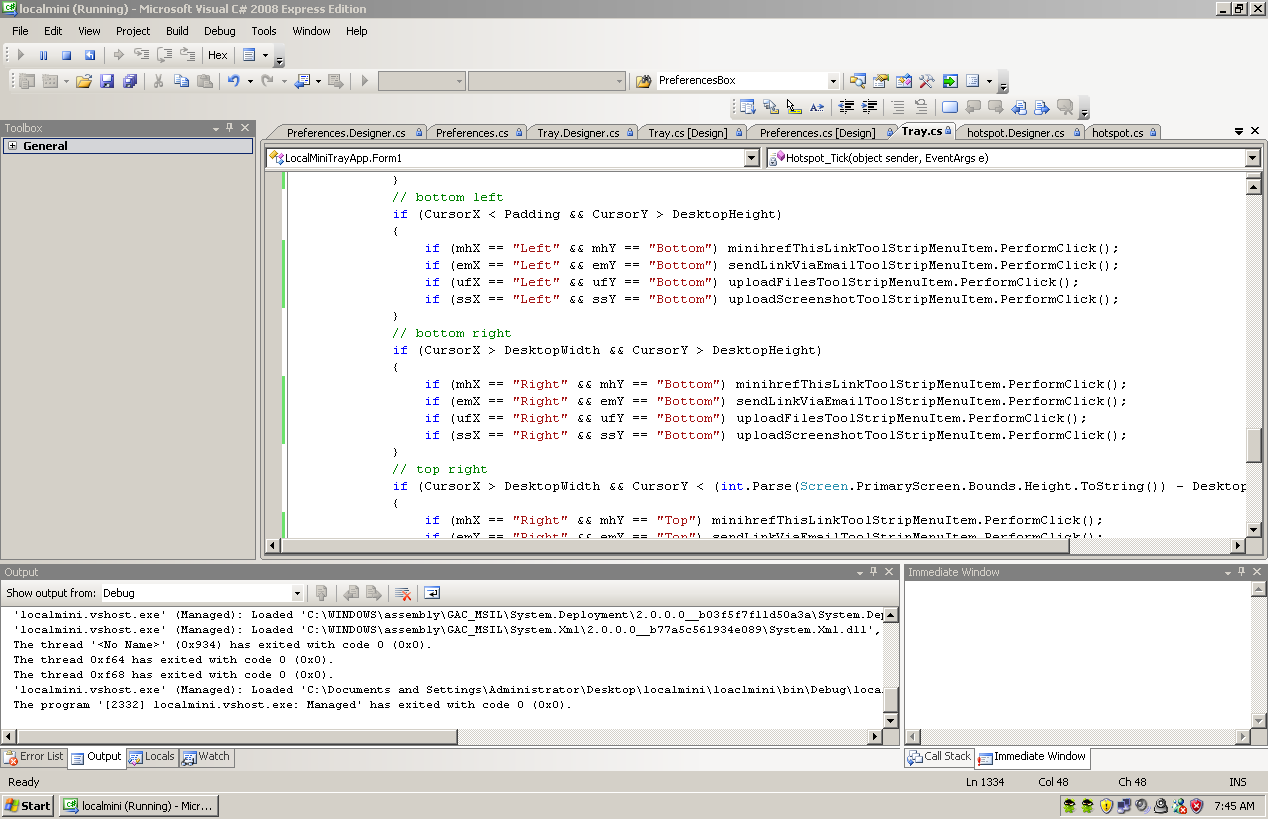 localmini (Running) - Microsoft Visual C# 2008 Express Edition
File Edit View Project Build Debug Tools Window Help
Hex
PreferencesBox
Toolbox
General
Preferences.Designer.cs Preferences.cs Tray.Designer.cs Tray.cs [Design] Preferences.cs [Design] Tray.cs hotspot.Designer.cs hotspot.cs
LocalMiniTrayApp.Form1 Hotspot_Tick(object sender, EventArgs e)
}
// bottom left
if (CursorX < Padding && CursorY > DesktopHeight)
{
if (mhX == "Left" && mhY == "Bottom") minihrefThisLinkToolStripMenuItem.PerformClick();
if (emX == "Left" && emY == "Bottom") sendLinkViaEmailToolStripMenuItem.PerformClick();
if (ufX == "Left" && ufY == "Bottom") uploadFilesToolStripMenuItem.PerformClick();
if (ssX == "Left" && ssY == "Bottom") uploadScreenshotToolStripMenuItem.PerformClick();
}
// bottom right
if (CursorX > DesktopWidth && CursorY > DesktopHeight)
{
if (mhX == "Right" && mhY == "Bottom") minihrefThisLinkToolStripMenuItem.PerformClick();
if (emX == "Right" && emY == "Bottom") sendLinkViaEmailToolStripMenuItem.PerformClick();
if (ufX == "Right" && ufY == "Bottom") uploadFilesToolStripMenuItem.PerformClick();
if (ssX == "Right" && ssY == "Bottom") uploadScreenshotToolStripMenuItem.PerformClick();
}
// top right
if (CursorX > DesktopWidth && CursorY < (int.Parse(Screen.PrimaryScreen.Bounds.Height.ToString()) - Desktop
{
if (mhX == "Right" && mhY == "Top") minihrefThisLinkToolStripMenuItem.PerformClick();
if (emX == "Right" && emY == "Top") sendLinkViaEmailToolStripMenuItem.PerformClick();
Output
Show output from: Debug
'localmini.vshost.exe' (Managed): Loaded 'C:\WINDOWS\assembly\GAC_MSIL\System.Deployment\2.0.0.0__b03f5f7f11d50a3a\System.De
'localmini.vshost.exe' (Managed): Loaded 'C:\WINDOWS\assembly\GAC_MSIL\System.Xml\2.0.0.0__b77a5c561934e089\System.Xml.dll',
The thread '<No Name>' (0x934) has exited with code 0 (0x0).
The thread 0xf64 has exited with code 0 (0x0).
The thread 0xf68 has exited with code 0 (0x0).
'localmini.vshost.exe' (Managed): Loaded 'C:\Documents and Settings\Administrator\Desktop\localmini\loaclmini\bin\Debug\loca
The program '[2332] localmini.vshost.exe: Managed' has exited with code 0 (0x0).
Immediate Window
Error List Output Locals Watch
Call Stack Immediate Window
Ready Ln 1334 Col 48 Ch 48 INS
Start localmini (Running) - Micr... 7:45 AM